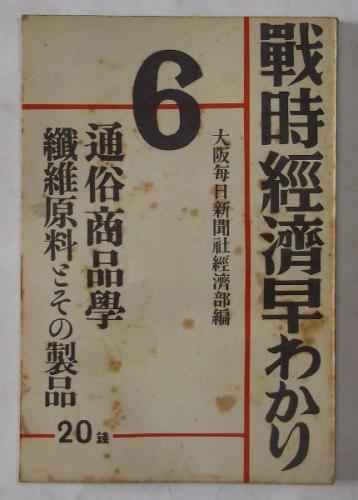 戰時經濟早わかり
大阪每日新聞社經濟部編
6
通俗商品學
纖維原料とその製品
20錢